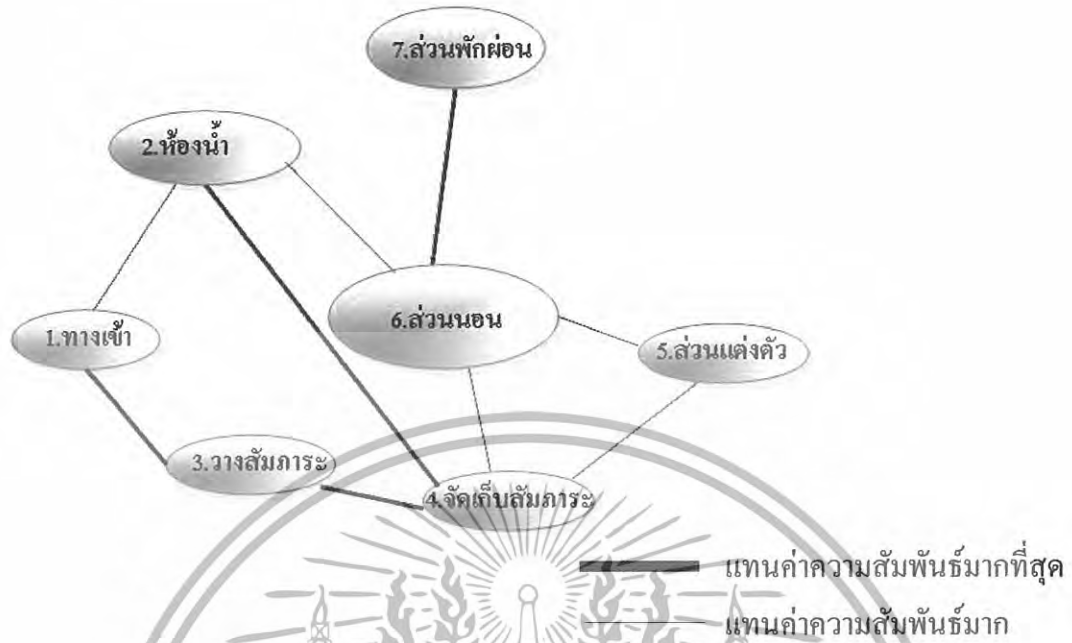 7.ส่วนพักผ่อน
2.ห้องน้ำ
6.ส่วนนอน
1.ทางเข้า
5.ส่วนแต่งตัว
3.วางสัมภาระ
4.จัดเก็บสัมภาระ
แทนค่าความสัมพันธ์มากที่สุด
แทนค่าความสัมพันธ์มาก